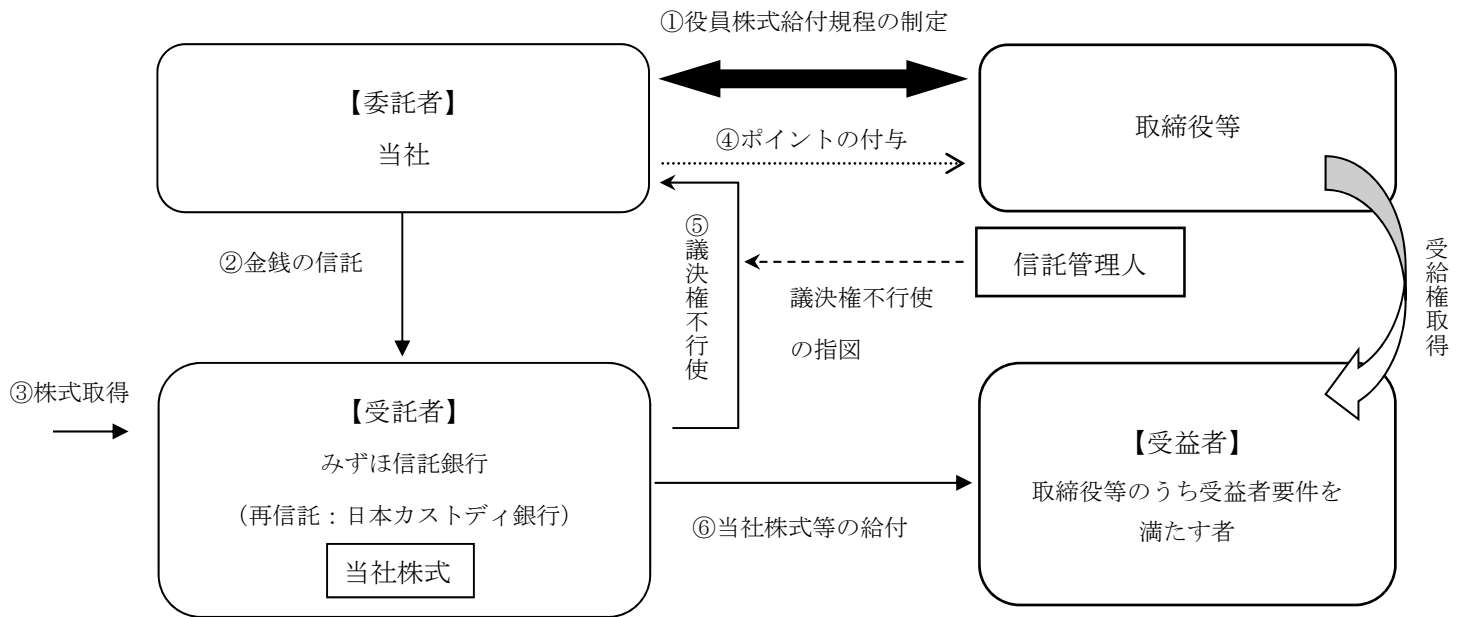 ①役員株式給付規程の制定
【委託者】
当社
取締役等
④ポイントの付与
②金銭の信託
⑤議決権不行使
議決権不行使
の指図
信託管理人
受給権取得
③株式取得
【受託者】
みずほ信託銀行
（再信託：日本カストディ銀行）
当社株式
⑥当社株式等の給付
【受益者】
取締役等のうち受益者要件を
満たす者